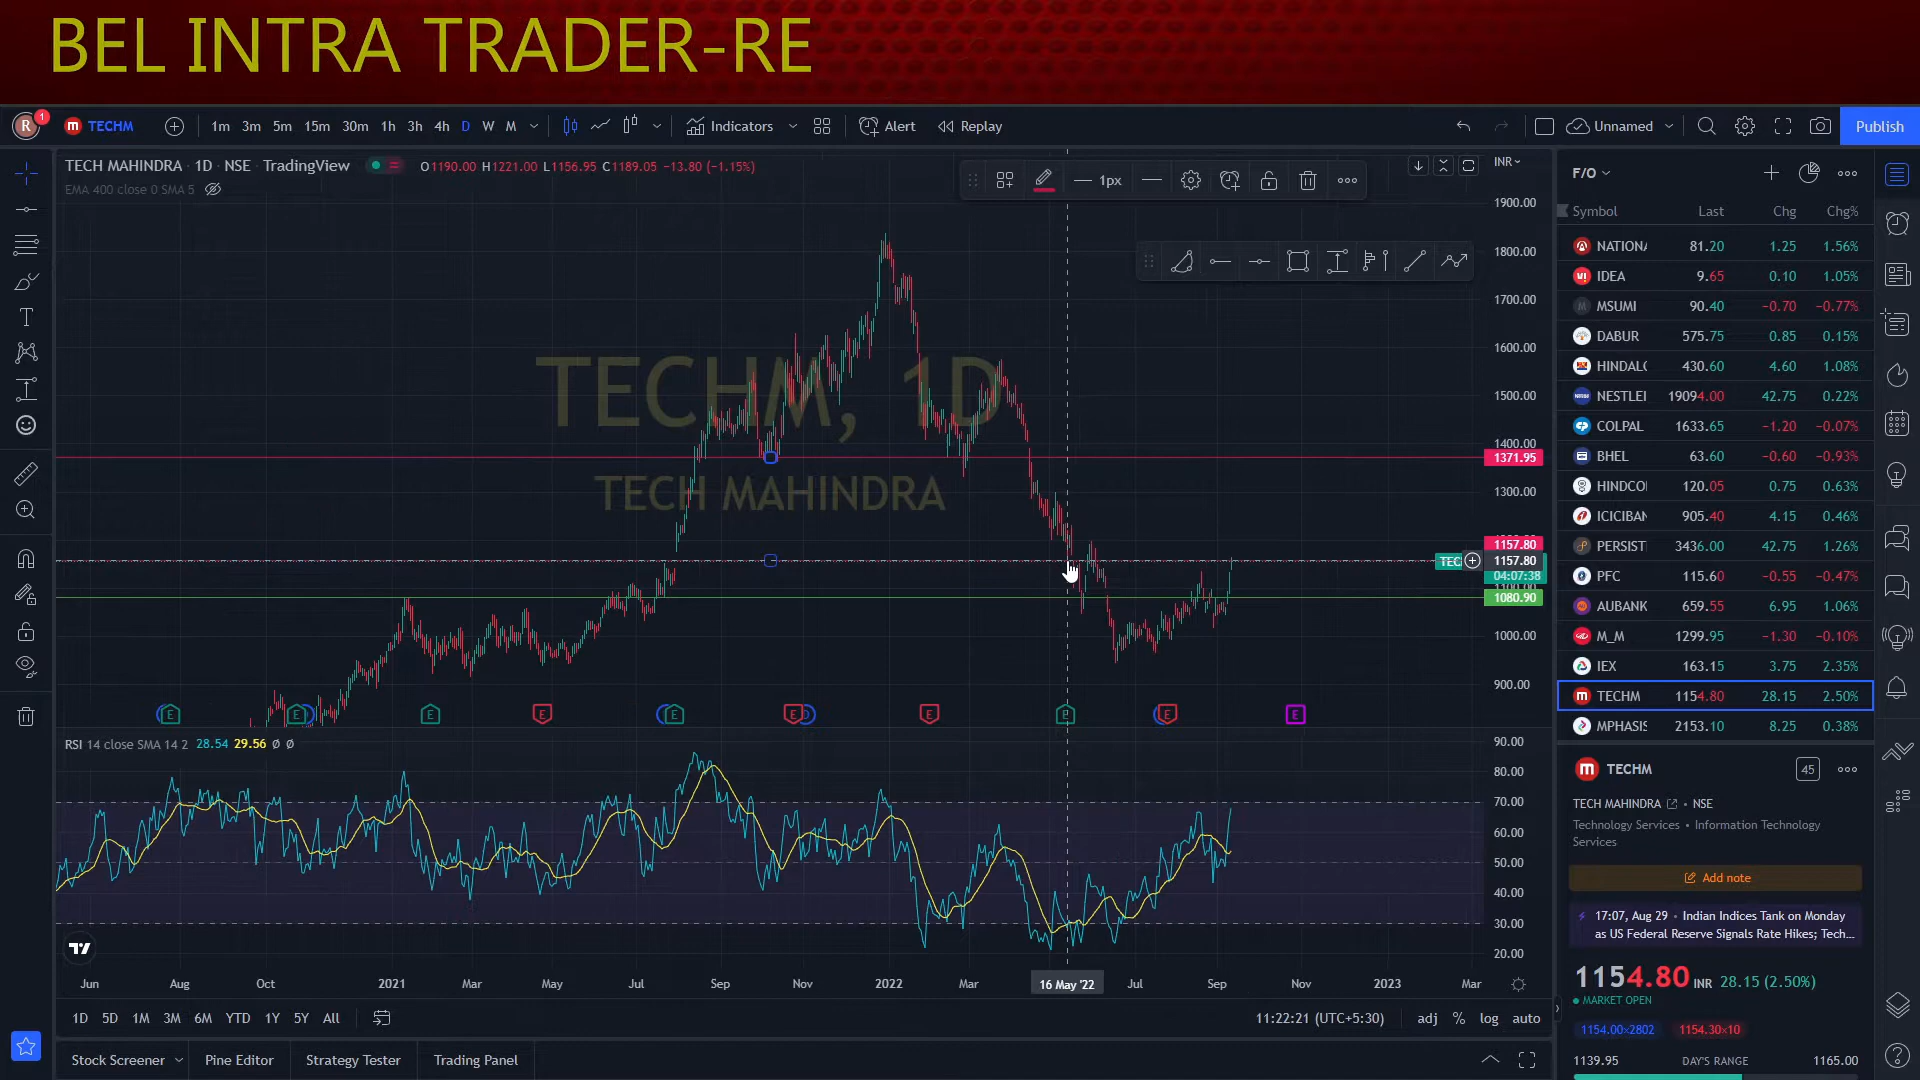 BEL INTRA TRADER-RE
R 1 TECHM 1m 3m 5m 15m 30m 1h 3h 4h D W M Indicators Alert Replay Unnamed Publish
TECH MAHINDRA · 1D · NSE · TradingView O1190.00 H1221.00 L1156.95 C1189.05 −13.80 (−1.15%)
EMA 400 close 0 SMA 5
1px
INR
1900.00
1800.00
1700.00
1600.00
1500.00
1400.00
1371.95
1300.00
1157.80
1157.80
04:07:38
1080.90
1000.00
900.00
TECHM, 1D
TECH MAHINDRA
E E E E E E E E E E
RSI 14 close SMA 14 2 28.54 29.56 ø ø
90.00
80.00
70.00
60.00
50.00
40.00
30.00
20.00
Jun Aug Oct 2021 Mar May Jul Sep Nov 2022 Mar 16 May '22 Jul Sep Nov 2023 Mar
1D 5D 1M 3M 6M YTD 1Y 5Y All 11:22:21 (UTC+5:30) adj % log auto
Stock Screener Pine Editor Strategy Tester Trading Panel
F/O
Symbol Last Chg Chg%
NATIONA 81.20 1.25 1.56%
IDEA 9.65 0.10 1.05%
MSUMI 90.40 −0.70 −0.77%
DABUR 575.75 0.85 0.15%
HINDALC 430.60 4.60 1.08%
NESTLEI 19094.00 42.75 0.22%
COLPAL 1633.65 −1.20 −0.07%
BHEL 63.60 −0.60 −0.93%
HINDCO 120.05 0.75 0.63%
ICICIBAN 905.40 4.15 0.46%
PERSIST 3436.00 42.75 1.26%
PFC 115.60 −0.55 −0.47%
AUBANK 659.55 6.95 1.06%
M_M 1299.95 −1.30 −0.10%
IEX 163.15 3.75 2.35%
TECHM 1154.80 28.15 2.50%
MPHASIS 2153.10 8.25 0.38%
TECHM 45
TECH MAHINDRA • NSE
Technology Services • Information Technology
Services
Add note
17:07, Aug 29 • Indian Indices Tank on Monday
as US Federal Reserve Signals Rate Hikes; Tech...
1154.80 INR 28.15 (2.50%)
MARKET OPEN
1154.00×2802 1154.30×10
1139.95 DAY'S RANGE 1165.00